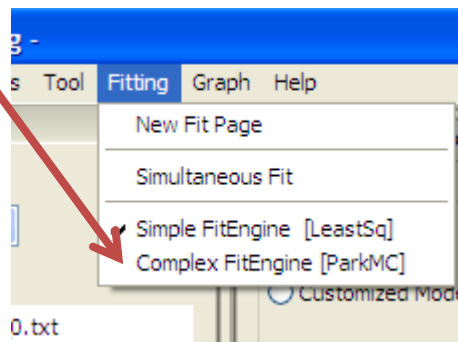 g -
s Tool Fitting Graph Help
New Fit Page
Simultaneous Fit
Simple FitEngine [LeastSq]
Complex FitEngine [ParkMC]
Customized Mode
0.txt